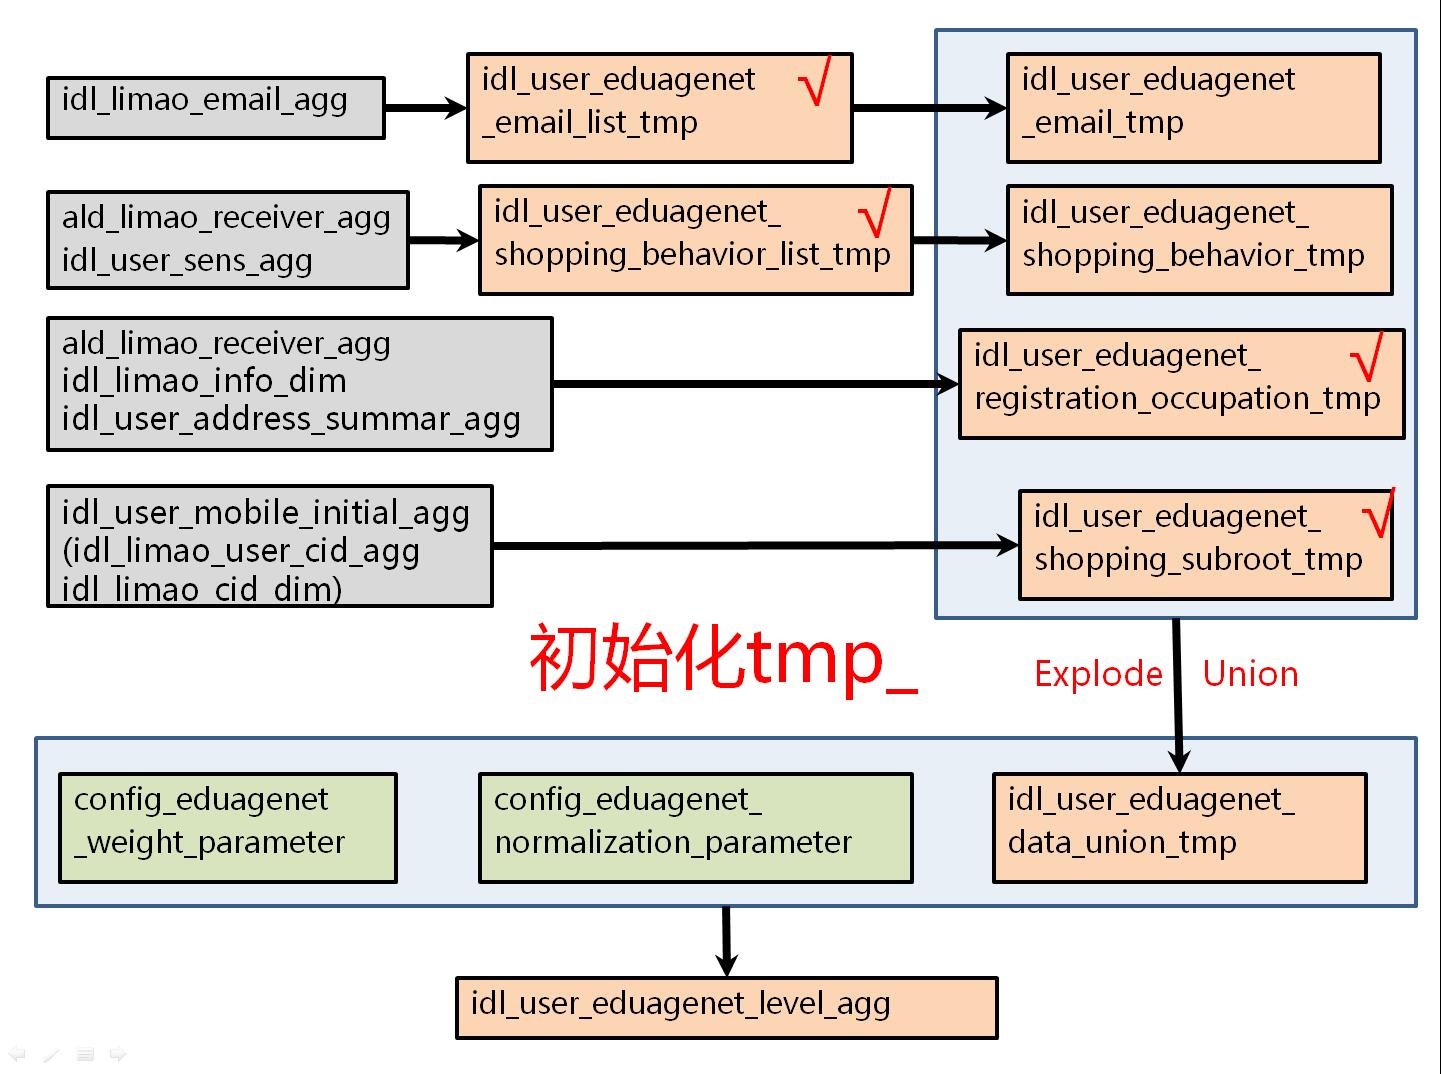 idl_limao_email_agg
idl_user_eduagenet
_email_list_tmp
√
idl_user_eduagenet
_email_tmp
ald_limao_receiver_agg
idl_user_sens_agg
idl_user_eduagenet_
shopping_behavior_list_tmp
√
idl_user_eduagenet_
shopping_behavior_tmp
ald_limao_receiver_agg
idl_limao_info_dim
idl_user_address_summar_agg
idl_user_eduagenet_
registration_occupation_tmp
√
idl_user_mobile_initial_agg
(idl_limao_user_cid_agg
idl_limao_cid_dim)
idl_user_eduagenet_
shopping_subroot_tmp
√
初始化tmp_
Explode
Union
config_eduagenet
_weight_parameter
config_eduagenet_
normalization_parameter
idl_user_eduagenet_
data_union_tmp
idl_user_eduagenet_level_agg